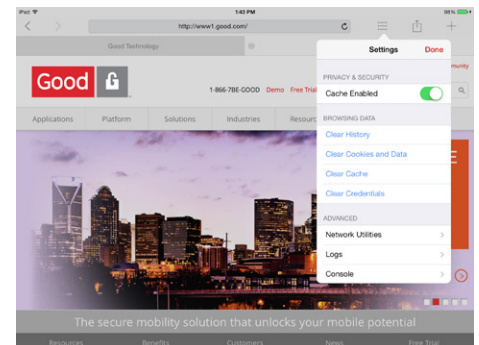 iPad
1:43 PM
98%
http://www1.good.com/
Good Technology
Settings
Done
Good
1-866-7BE-GOOD Demo Free Trial
PRIVACY & SECURITY
Cache Enabled
Applications Platform Solutions Industries
BROWSING DATA
Clear History
Clear Cookies and Data
Clear Cache
Clear Credentials
ADVANCED
Network Utilities
Logs
Console
The secure mobility solution that unlocks your mobile potential
Resources Benefits Customers News Free Trial